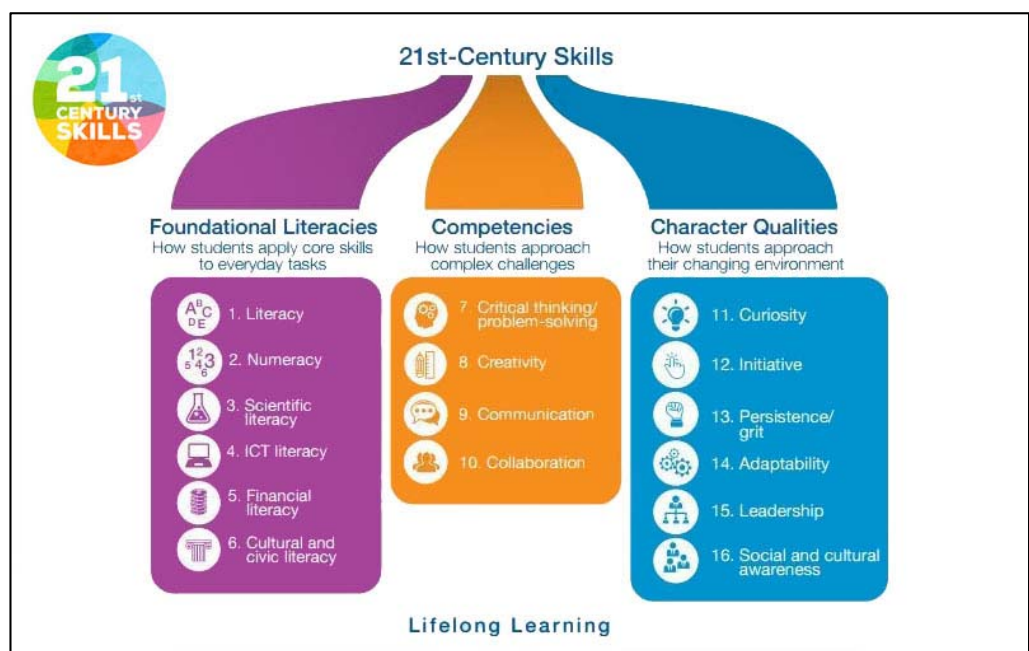 21st
CENTURY
SKILLS
21st-Century Skills
Foundational Literacies
How students apply core skills
to everyday tasks
ABCDE
1. Literacy
123
546
2. Numeracy
3. Scientific
literacy
4. ICT literacy
5. Financial
literacy
6. Cultural and
civic literacy
Competencies
How students approach
complex challenges
7. Critical thinking/
problem-solving
8. Creativity
9. Communication
10. Collaboration
Character Qualities
How students approach
their changing environment
11. Curiosity
12. Initiative
13. Persistence/
grit
14. Adaptability
15. Leadership
16. Social and cultural
awareness
Lifelong Learning